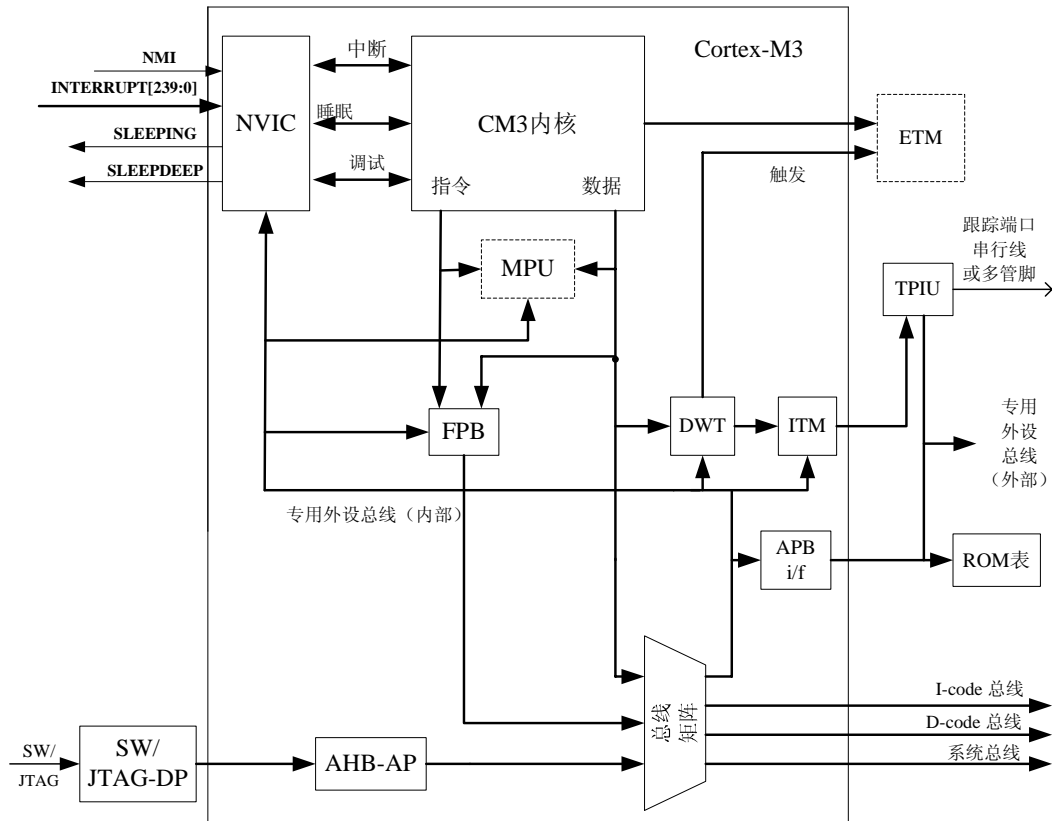 Cortex-M3
NMI
INTERRUPT[239:0]
SLEEPING
SLEEPDEEP
NVIC
中断
睡眠
调试
CM3内核
指令
数据
ETM
触发
MPU
跟踪端口
串行线
或多管脚
TPIU
FPB
DWT
ITM
专用
外设
总线
（外部）
专用外设总线（内部）
APB
i/f
ROM表
总线
矩阵
I-code 总线
D-code 总线
系统总线
SW/
JTAG
SW/
JTAG-DP
AHB-AP